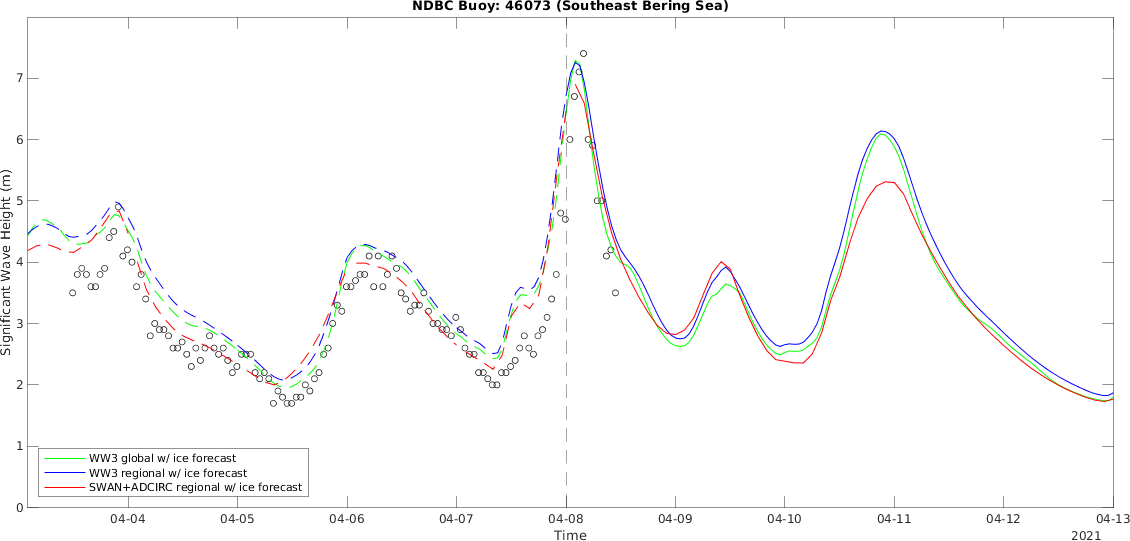 NDBC Buoy: 46073 (Southeast Bering Sea)
Significant Wave Height (m)
7
6
5
4
3
2
1
0
WW3 global w/ ice forecast
WW3 regional w/ ice forecast
SWAN+ADCIRC regional w/ ice forecast
04-04 04-05 04-06 04-07 04-08 04-09 04-10 04-11 04-12 04-13
Time
2021